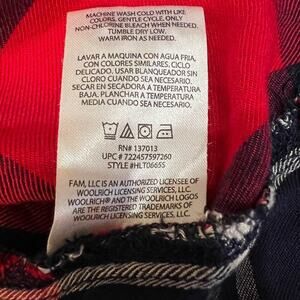 MACHINE WASH COLD WITH LIKE
COLORS, GENTLE CYCLE. ONLY
NON-CHLORINE BLEACH WHEN NEEDED.
TUMBLE DRY LOW.
WARM IRON AS NEEDED.
LAVAR A MAQUINA CON AGUA FRIA,
CON COLORES SIMILARES. CICLO
DELICADO. USAR BLANQUEADOR SIN
CLORO CUANDO SEA NECESARIO.
SECAR EN SECADORA A TEMPERATURA
BAJA. PLANCHAR A TEMPERATURA
MEDIA CUANDO SEA NECESARIO.
RN# 137013
UPC # 722457597260
STYLE #HLT0665S
FAM, LLC IS AN AUTHORIZED LICENSEE OF
WOOLRICH LICENSING SERVICES, LLC.
WOOLRICH® AND THE WOOLRICH LOGOS
ARE THE REGISTERED TRADEMARKS OF
WOOLRICH LICENSING SERVICES, LLC.